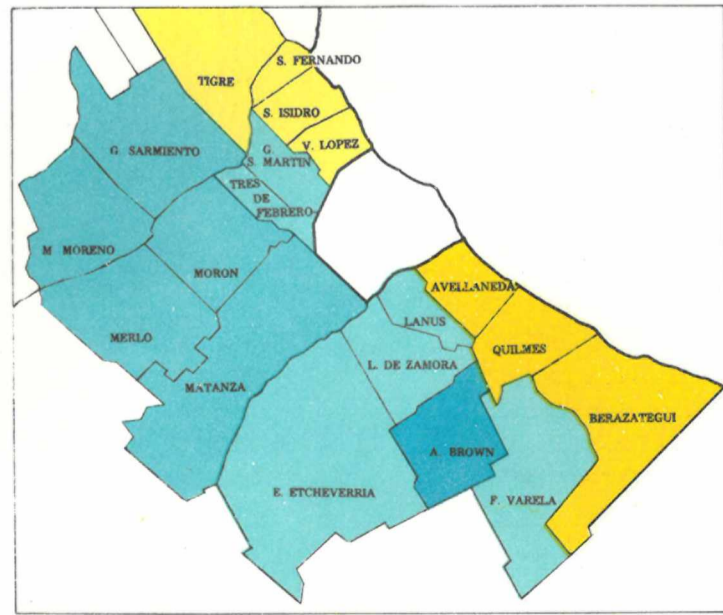 S. FERNANDO
TIGRE
S. ISIDRO
V. LOPEZ
G. SARMIENTO
G.
S. MARTIN
TRES
DE
FEBRERO
M. MORENO
MORON
MERLO
MATANZA
AVELLANEDA
LANUS
QUILMES
L. DE ZAMORA
BERAZATEGUI
A. BROWN
E. ETCHEVERRIA
F. VARELA